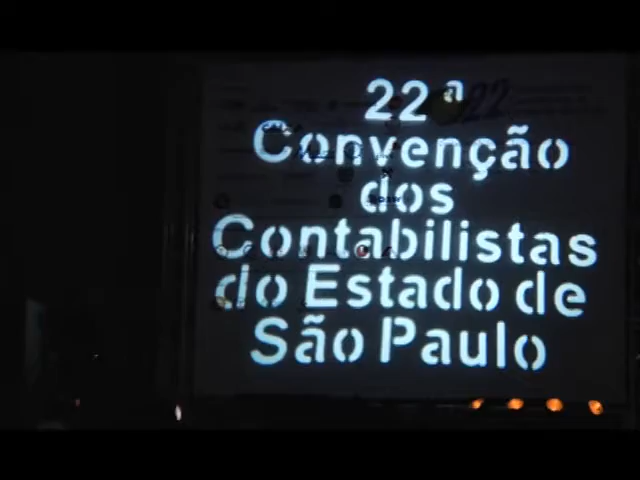 22ª
Convenção
dos
Contabilistas
do Estado de
São Paulo